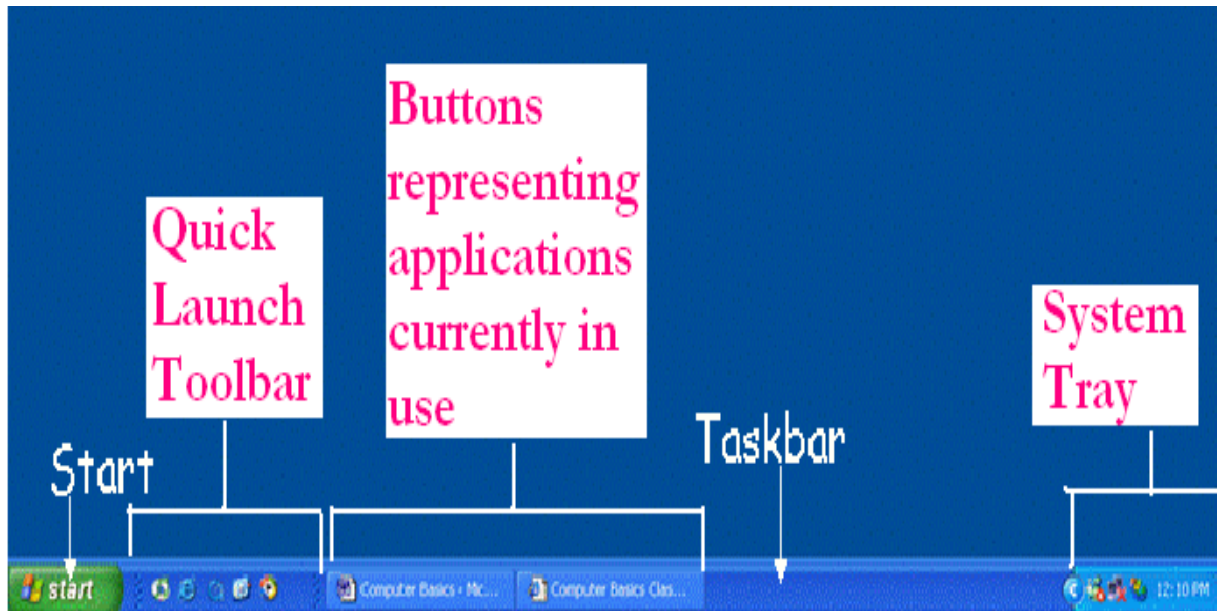 Buttons
representing
applications
currently in
use
Quick
Launch
Toolbar
System
Tray
Start
Taskbar
start
Computer Basics - Mic...
Computer Basics Clas...
12:10 PM